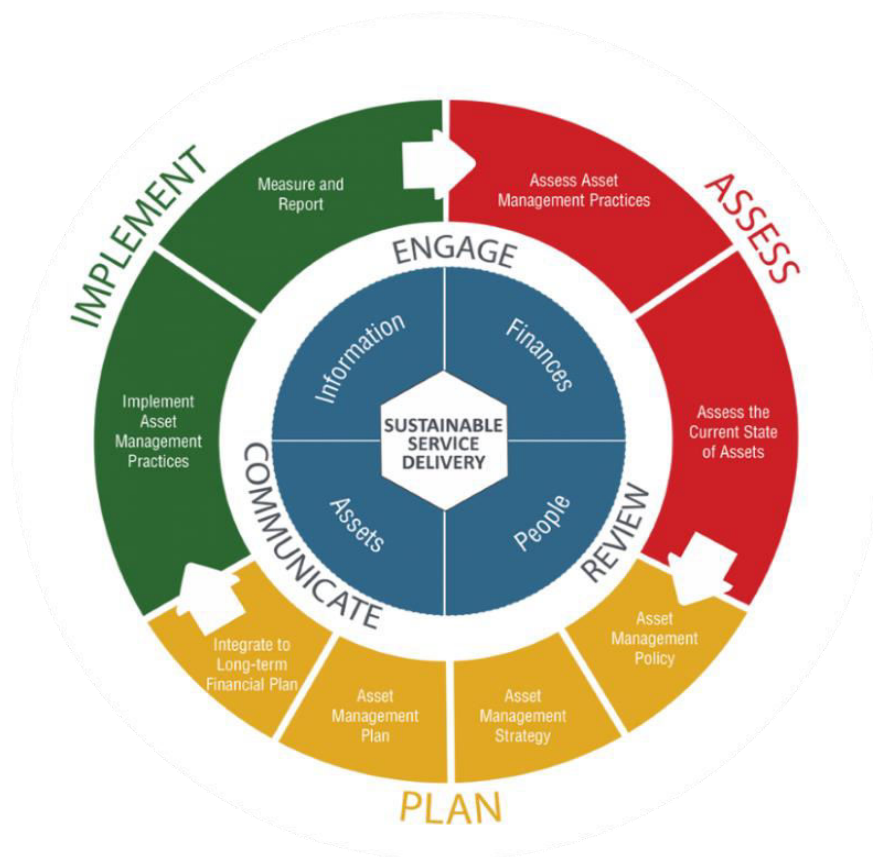 IMPLEMENT
ASSESS
PLAN
Measure and
Report
Assess Asset
Management Practices
Assess the
Current State
of Assets
Asset
Management
Policy
Asset
Management
Strategy
Asset
Management
Plan
Integrate to
Long-term
Financial Plan
Implement
Asset
Management
Practices
ENGAGE
REVIEW
COMMUNICATE
Information
Finances
People
Assets
SUSTAINABLE
SERVICE
DELIVERY